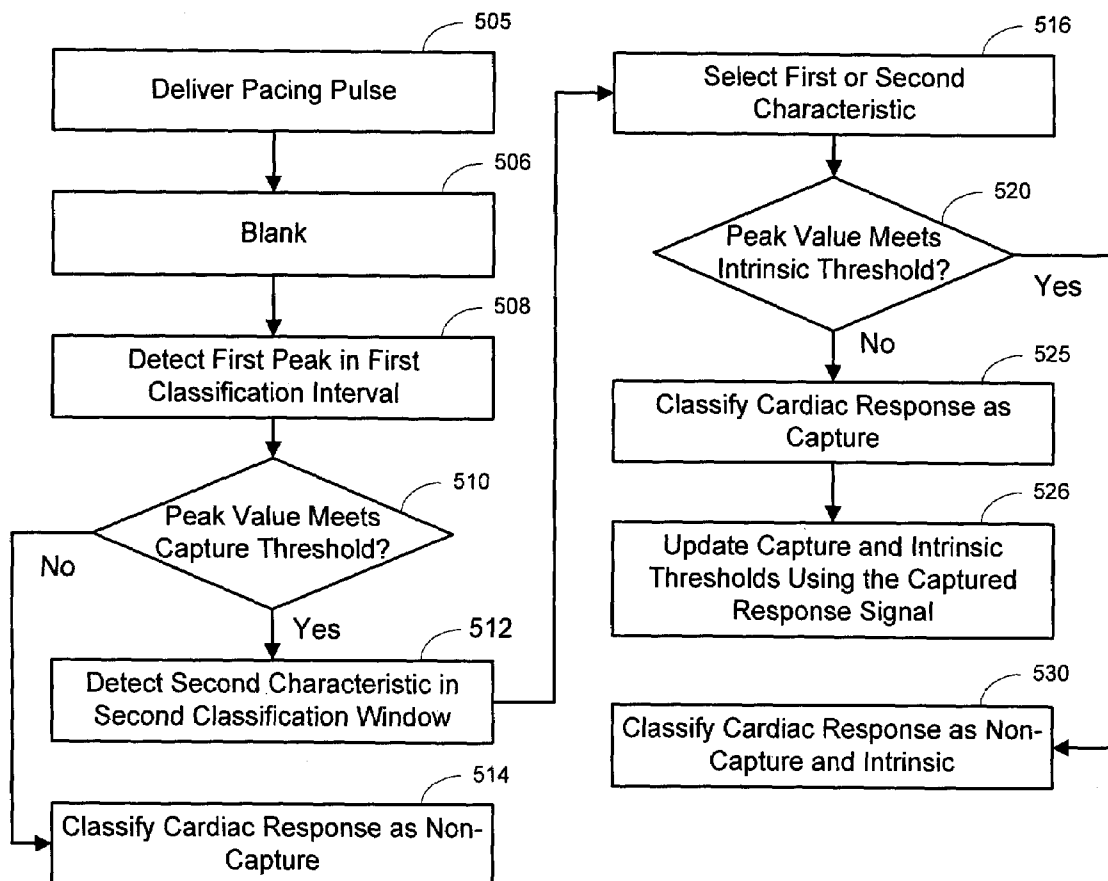 505
Deliver Pacing Pulse
506
Blank
508
Detect First Peak in First
Classification Interval
510
Peak Value Meets
Capture Threshold?
No
Yes
512
Detect Second Characteristic in
Second Classification Window
514
Classify Cardiac Response as Non-
Capture
516
Select First or Second
Characteristic
520
Peak Value Meets
Intrinsic Threshold?
Yes
No
525
Classify Cardiac Response as
Capture
526
Update Capture and Intrinsic
Thresholds Using the Captured
Response Signal
530
Classify Cardiac Response as Non-
Capture and Intrinsic